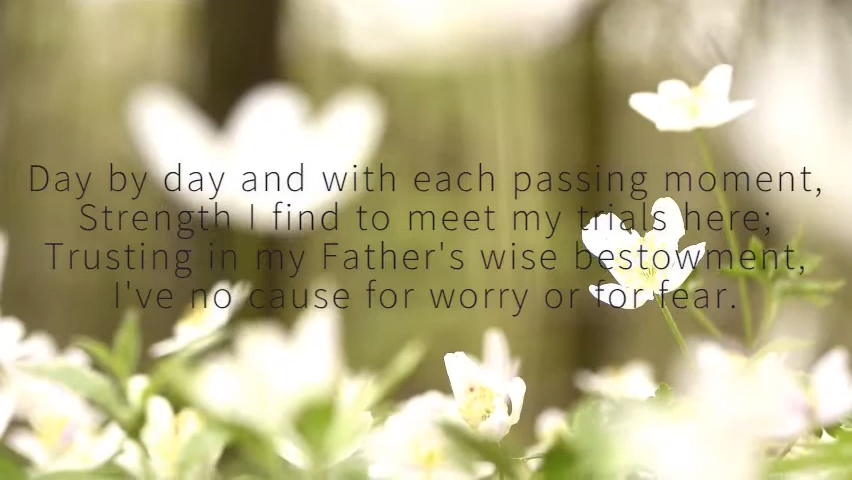 Day by day and with each passing moment,
Strength I find to meet my trials here;
Trusting in my Father's wise bestowment,
I've no cause for worry or for fear.